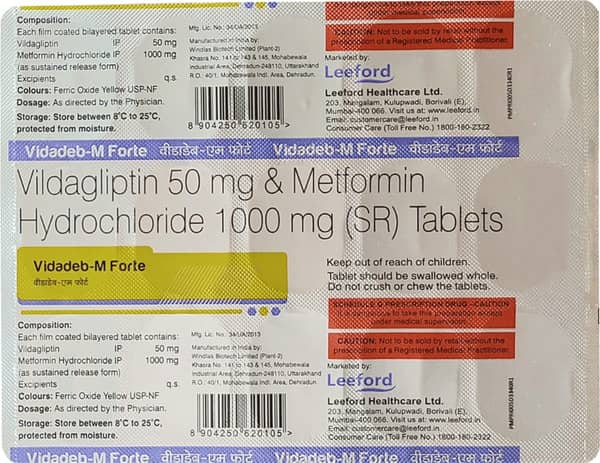 Composition:
Each film coated bilayered tablet contains:
Vildagliptin IP 50 mg
Metformin Hydrochloride IP 1000 mg
(as sustained release form)
Excipients q.s.
Colours: Ferric Oxide Yellow USP-NF
Dosage: As directed by the Physician.
Storage: Store between 8°C to 25°C,
protected from moisture.
Mfg. Lic. No.: 34/UA/2013
Manufactured in India by:
Windlas Biotech Limited (Plant-2)
Khasra No. 141 to 143 & 145, Mohabewala
Industrial Area, Dehradun-248110, Uttarakhand
R.O.: 40/1, Mohabewala Indl. Area, Dehradun.
8 904250 620105
under medical supervision.
CAUTION: Not to be sold by retail without the
prescription of a Registered Medical Practitioner.
Marketed by:
Leeford
Leeford Healthcare Ltd.
203, Mangalam, Kulupwadi, Borivali (E),
Mumbai-400 066. Visit us at: www.leeford.in
Email: customercare@leeford.in
Consumer Care (Toll Free No.) 1800-180-2322
Vidadeb-M Forte वीडाडेब-एम फोर्ट Vidadeb-M Forte वीडाडेब-एम फोर्ट
Vildagliptin 50 mg & Metformin
Hydrochloride 1000 mg (SR) Tablets
Vidadeb-M Forte
वीडाडेब-एम फोर्ट
Keep out of reach of children.
Tablet should be swallowed whole.
Do not crush or chew the tablets.
Composition:
Each film coated bilayered tablet contains:
Vildagliptin IP 50 mg
Metformin Hydrochloride IP 1000 mg
(as sustained release form)
Excipients q.s.
Colours: Ferric Oxide Yellow USP-NF
Dosage: As directed by the Physician.
Storage: Store between 8°C to 25°C,
protected from moisture.
Mfg. Lic. No.: 34/UA/2013
Manufactured in India by:
Windlas Biotech Limited (Plant-2)
Khasra No. 141 to 143 & 145, Mohabewala
Industrial Area, Dehradun-248110, Uttarakhand
R.O.: 40/1, Mohabewala Indl. Area, Dehradun.
8 904250 620105
SCHEDULE G PRESCRIPTION DRUG - CAUTION
It is dangerous to take this preparation except
under medical supervision.
CAUTION: Not to be sold by retail without the
prescription of a Registered Medical Practitioner.
Marketed by:
Leeford
Leeford Healthcare Ltd.
203, Mangalam, Kulupwadi, Borivali (E),
Mumbai-400 066. Visit us at: www.leeford.in
Email: customercare@leeford.in
Consumer Care (Toll Free No.) 1800-180-2322
Vidadeb-M Forte वीडाडेब-एम फोर्ट Vidadeb-M Forte वीडाडेब-एम फोर्ट